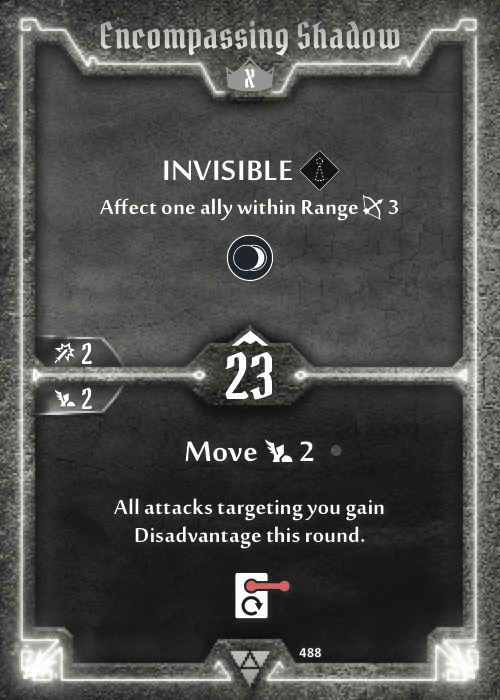 Encompassing Shadow
X
INVISIBLE
Affect one ally within Range 3
2
23
2
Move 2
All attacks targeting you gain
Disadvantage this round.
488